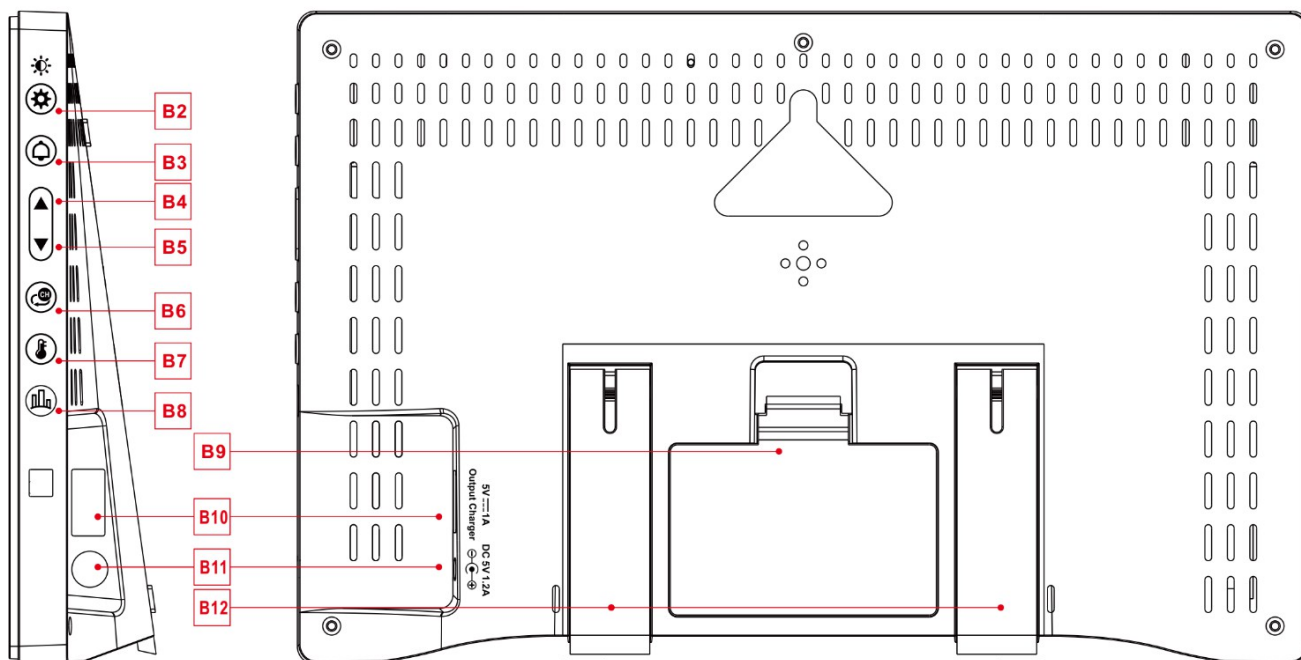 B2
B3
B4
B5
CH
B6
B7
B8
B9
5V⎓1A
Output Charger
B10
DC 5V 1.2A
B11
B12